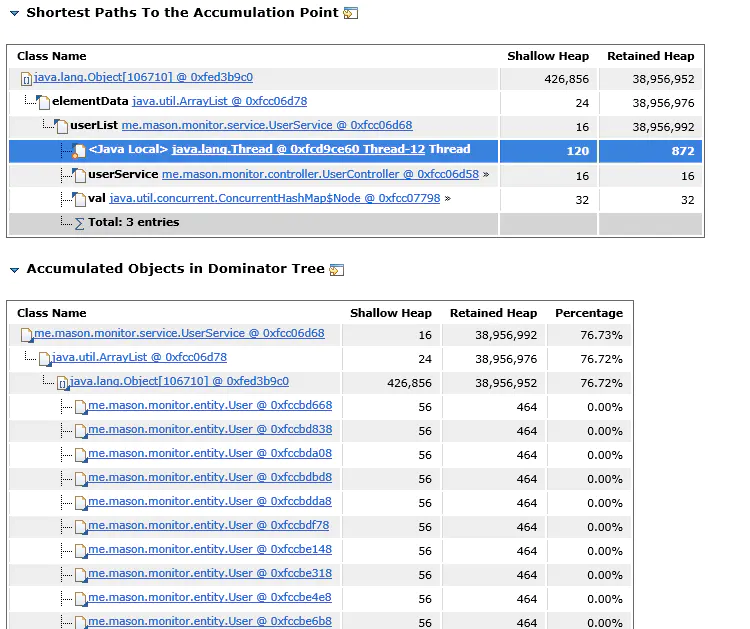 Shortest Paths To the Accumulation Point
Class Name Shallow Heap Retained Heap
java.lang.Object[106710] @ 0xfed3b9c0 426,856 38,956,952
elementData java.util.ArrayList @ 0xfcc06d78 24 38,956,976
userList me.mason.monitor.service.UserService @ 0xfcc06d68 16 38,956,992
<Java Local> java.lang.Thread @ 0xfcd9ce60 Thread-12 Thread 120 872
userService me.mason.monitor.controller.UserController @ 0xfcc06d58 » 16 16
val java.util.concurrent.ConcurrentHashMap$Node @ 0xfcc07798 » 32 32
Total: 3 entries
Accumulated Objects in Dominator Tree
Class Name Shallow Heap Retained Heap Percentage
me.mason.monitor.service.UserService @ 0xfcc06d68 16 38,956,992 76.73%
java.util.ArrayList @ 0xfcc06d78 24 38,956,976 76.72%
java.lang.Object[106710] @ 0xfed3b9c0 426,856 38,956,952 76.72%
me.mason.monitor.entity.User @ 0xfccbd668 56 464 0.00%
me.mason.monitor.entity.User @ 0xfccbd838 56 464 0.00%
me.mason.monitor.entity.User @ 0xfccbda08 56 464 0.00%
me.mason.monitor.entity.User @ 0xfccbdbd8 56 464 0.00%
me.mason.monitor.entity.User @ 0xfccbdda8 56 464 0.00%
me.mason.monitor.entity.User @ 0xfccbdf78 56 464 0.00%
me.mason.monitor.entity.User @ 0xfccbe148 56 464 0.00%
me.mason.monitor.entity.User @ 0xfccbe318 56 464 0.00%
me.mason.monitor.entity.User @ 0xfccbe4e8 56 464 0.00%
me.mason.monitor.entity.User @ 0xfccbe6b8 56 464 0.00%